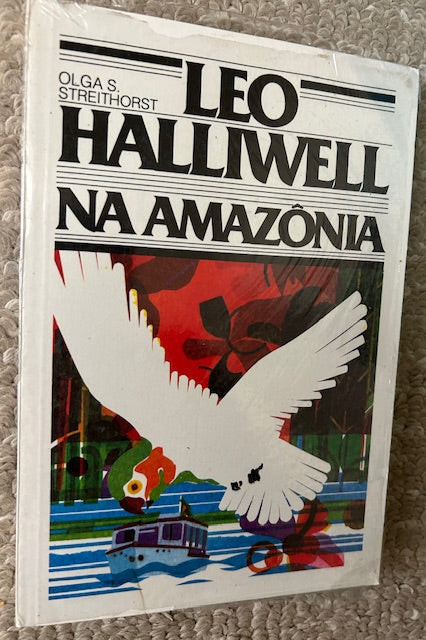 OLGA S.
STREITHORST
LEO
HALLIWELL
NA AMAZÔNIA